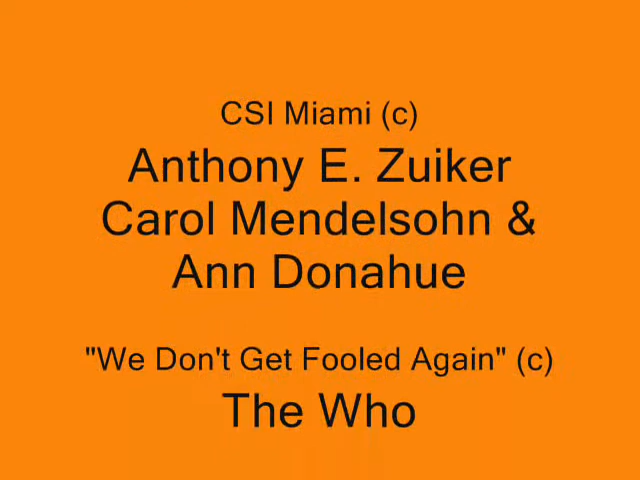 CSI Miami (c)
Anthony E. Zuiker
Carol Mendelsohn &
Ann Donahue
"We Don't Get Fooled Again" (c)
The Who